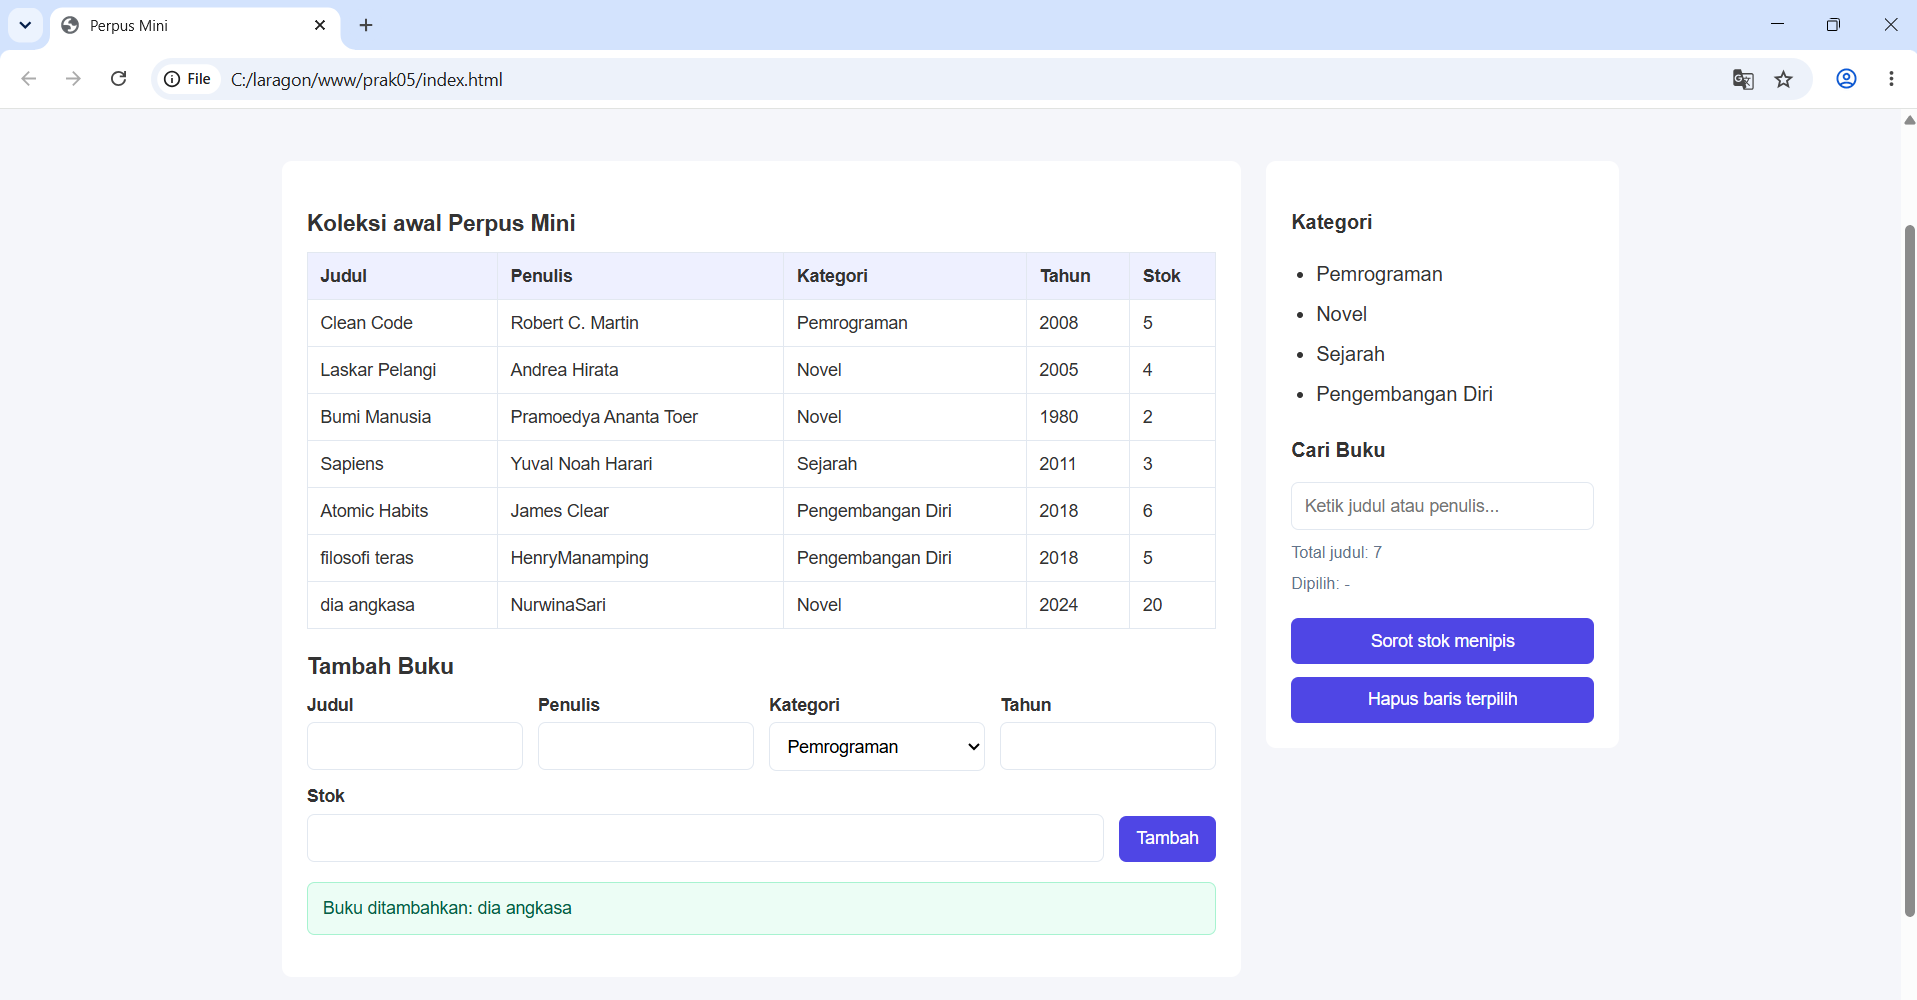 Perpus Mini
File C:/laragon/www/prak05/index.html
Koleksi awal Perpus Mini
Judul Penulis Kategori Tahun Stok
Clean Code Robert C. Martin Pemrograman 2008 5
Laskar Pelangi Andrea Hirata Novel 2005 4
Bumi Manusia Pramoedya Ananta Toer Novel 1980 2
Sapiens Yuval Noah Harari Sejarah 2011 3
Atomic Habits James Clear Pengembangan Diri 2018 6
filosofi teras HenryManamping Pengembangan Diri 2018 5
dia angkasa NurwinaSari Novel 2024 20
Tambah Buku
Judul Penulis Kategori Tahun
Pemrograman
Stok
Tambah
Buku ditambahkan: dia angkasa
Kategori
• Pemrograman
• Novel
• Sejarah
• Pengembangan Diri
Cari Buku
Ketik judul atau penulis...
Total judul: 7
Dipilih: -
Sorot stok menipis
Hapus baris terpilih